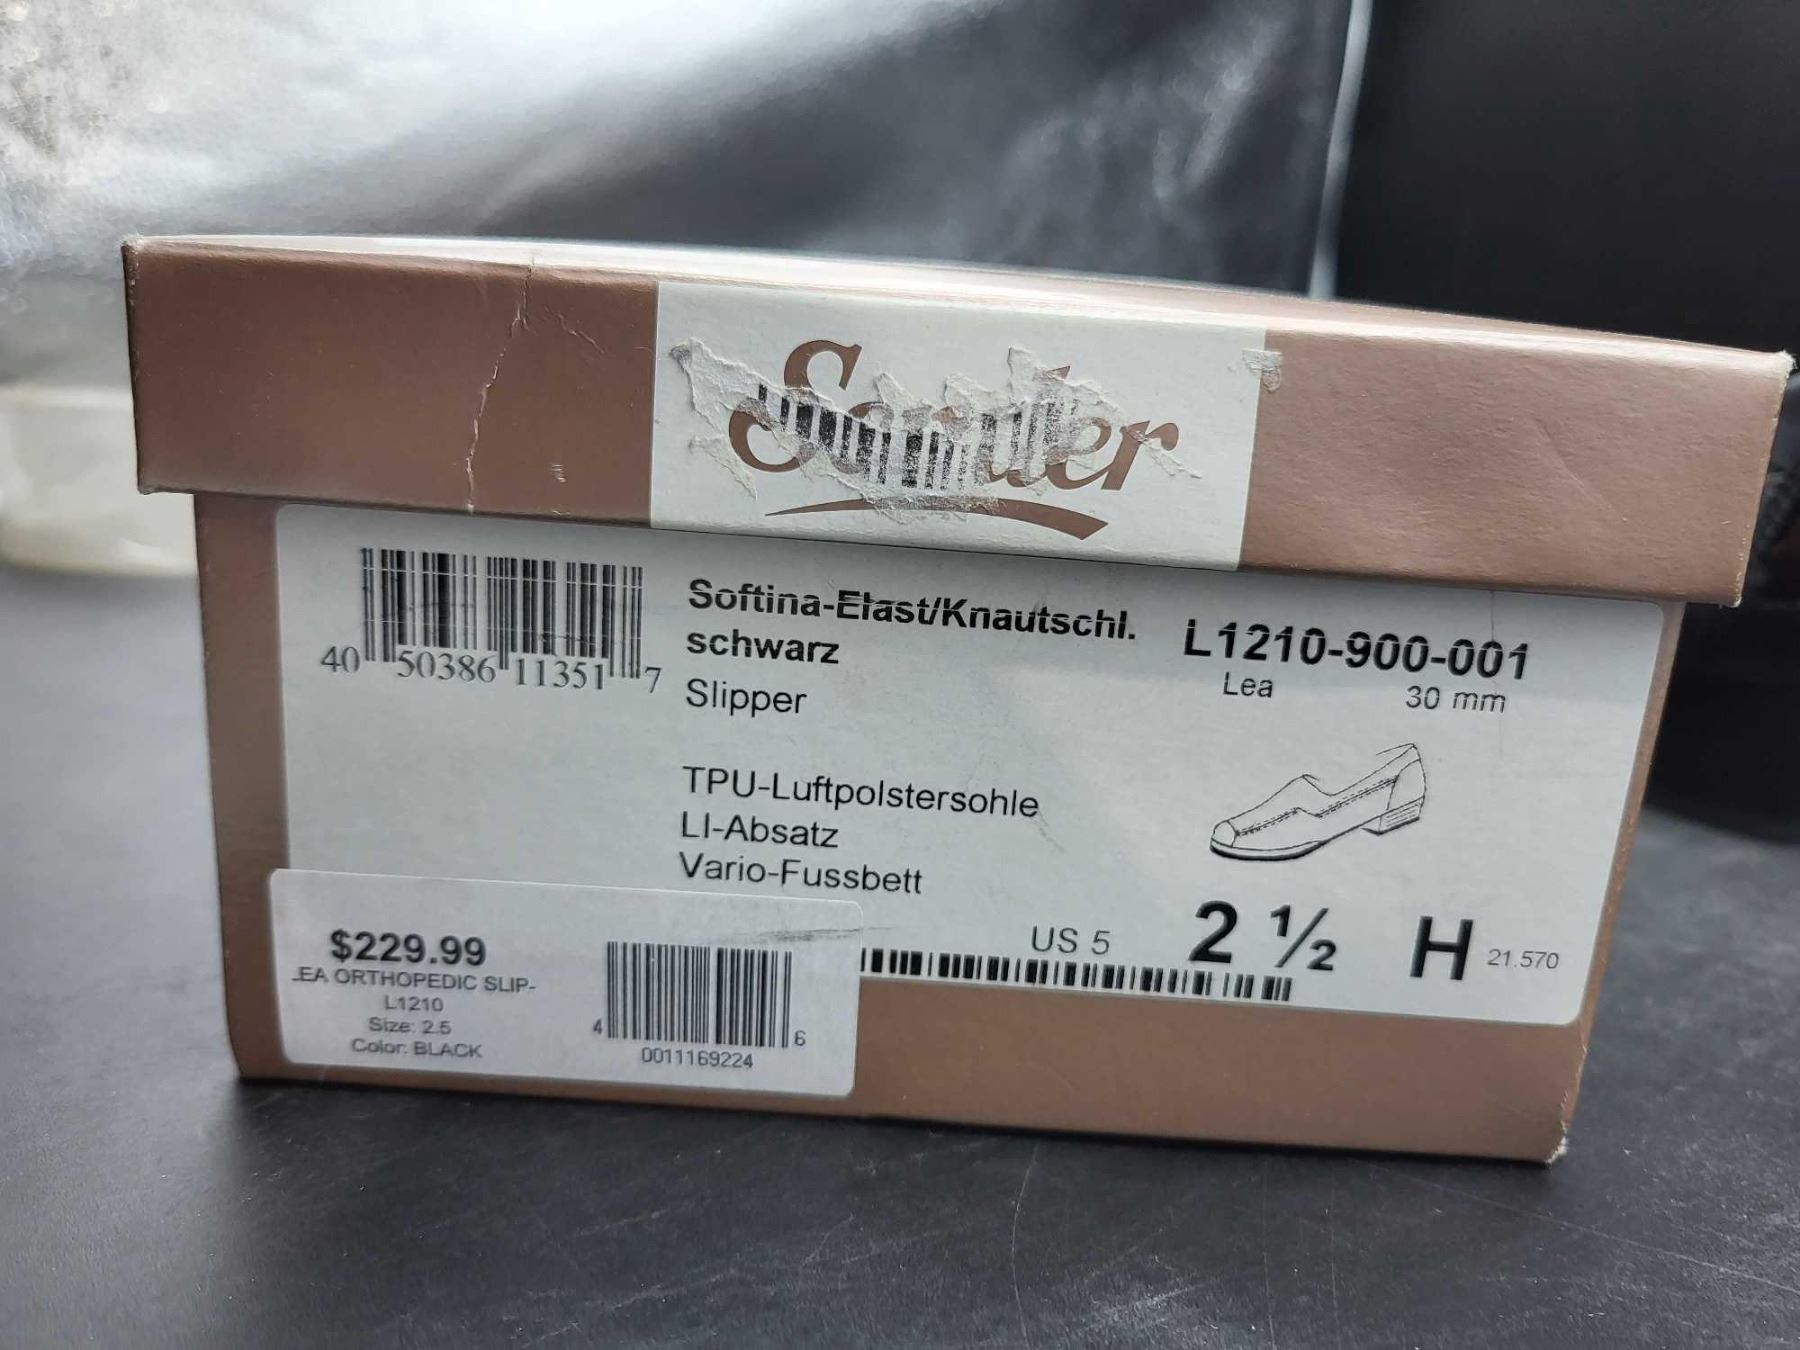 Softina-Elast/Knautschl.
schwarz
Slipper
L1210-900-001
Lea 30 mm
40 50386 11351 7
TPU-Luftpolstersohle
LI-Absatz
Vario-Fussbett
US 5 2 ½ H 21.570
$229.99
EA ORTHOPEDIC SLIP-
L1210
Size: 2.5
Color: BLACK
4 6
0011169224